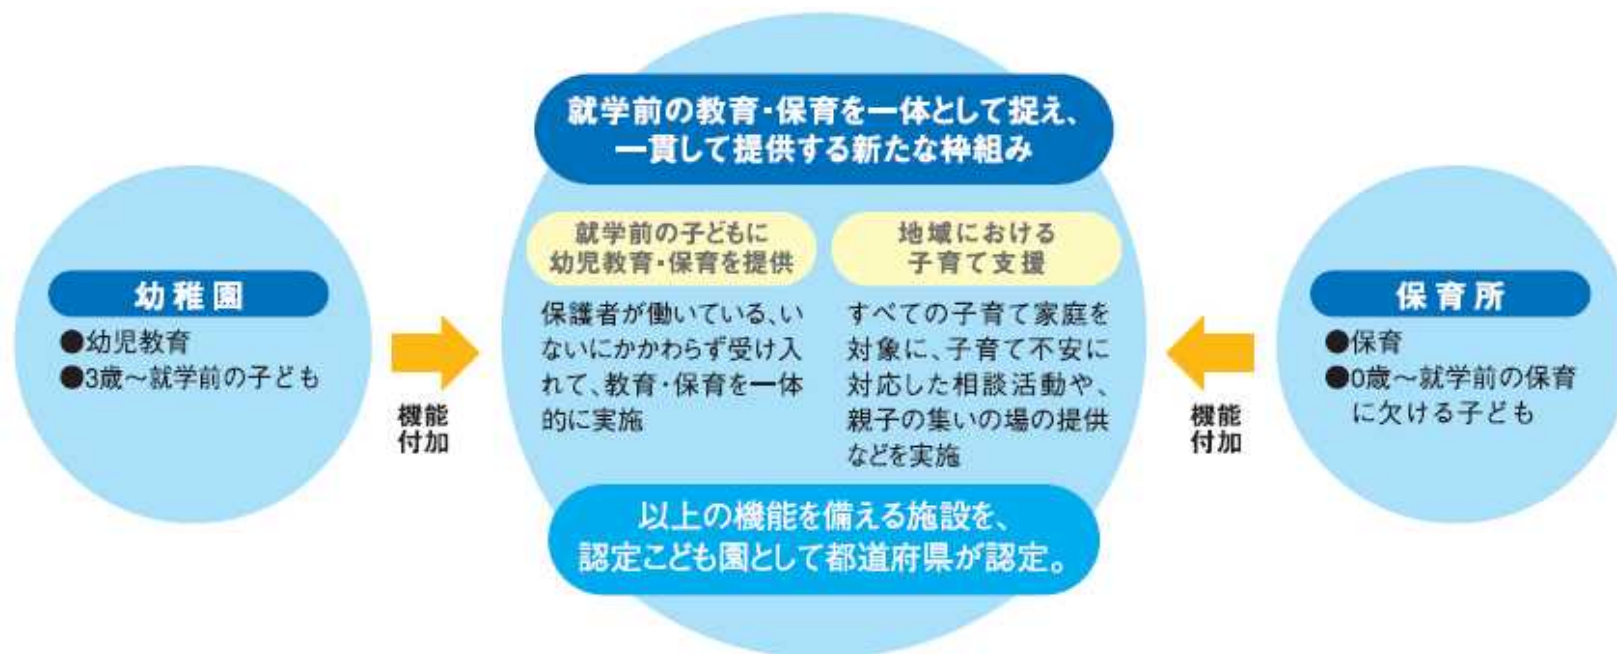 就学前の教育・保育を一体として捉え、
一貫して提供する新たな枠組み
幼稚園
●幼児教育
●3歳～就学前の子ども
機能
付加
就学前の子どもに
幼児教育・保育を提供
保護者が働いている、い
ないにかかわらず受け入
れて、教育・保育を一体
的に実施
地域における
子育て支援
すべての子育て家庭を
対象に、子育て不安に
対応した相談活動や、
親子の集いの場の提供
などを実施
以上の機能を備える施設を、
認定こども園として都道府県が認定。
機能
付加
保育所
●保育
●0歳～就学前の保育
に欠ける子ども